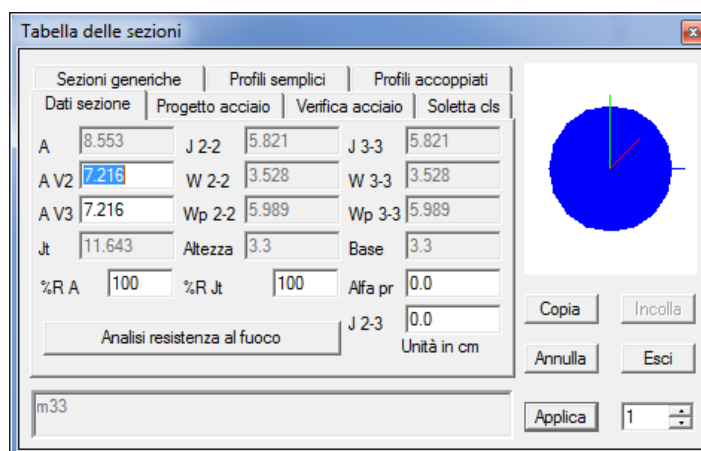 Tabella delle sezioni
Sezioni generiche Profili semplici Profili accoppiati
Dati sezione Progetto acciaio Verifica acciaio Soletta cls
A 8.553 J 2-2 5.821 J 3-3 5.821
A V2 7.216 W 2-2 3.528 W 3-3 3.528
A V3 7.216 Wp 2-2 5.989 Wp 3-3 5.989
Jt 11.643 Altezza 3.3 Base 3.3
%R A 100 %R Jt 100 Alfa pr 0.0
Analisi resistenza al fuoco J 2-3 0.0
Unità in cm
m33
Copia Incolla
Annulla Esci
Applica 1